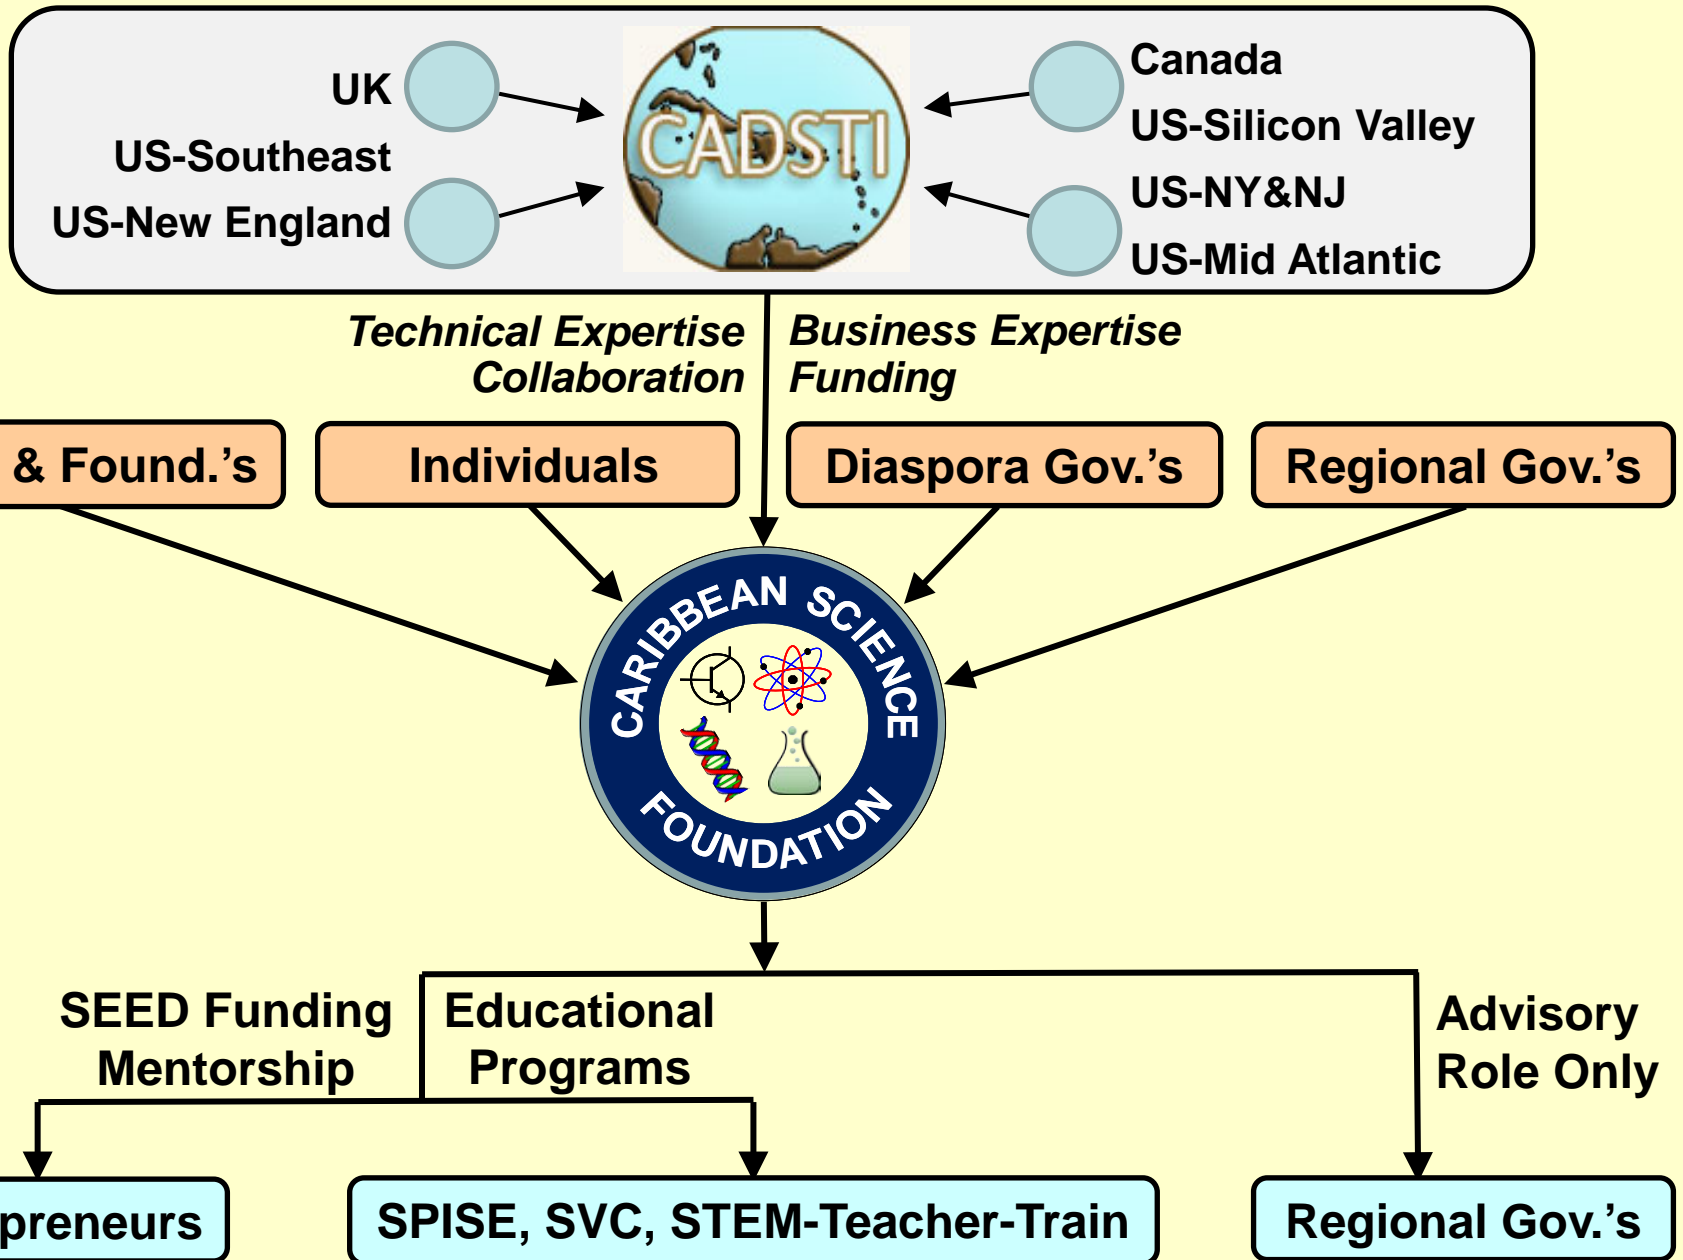 UK
US-Southeast
US-New England
CADSTI
Canada
US-Silicon Valley
US-NY&NJ
US-Mid Atlantic
Technical Expertise
Collaboration
Business Expertise
Funding
& Found.'s
Individuals
Diaspora Gov.'s
Regional Gov.'s
CARIBBEAN SCIENCE
FOUNDATION
SEED Funding
Mentorship
Educational
Programs
Advisory
Role Only
preneurs
SPISE, SVC, STEM-Teacher-Train
Regional Gov.'s